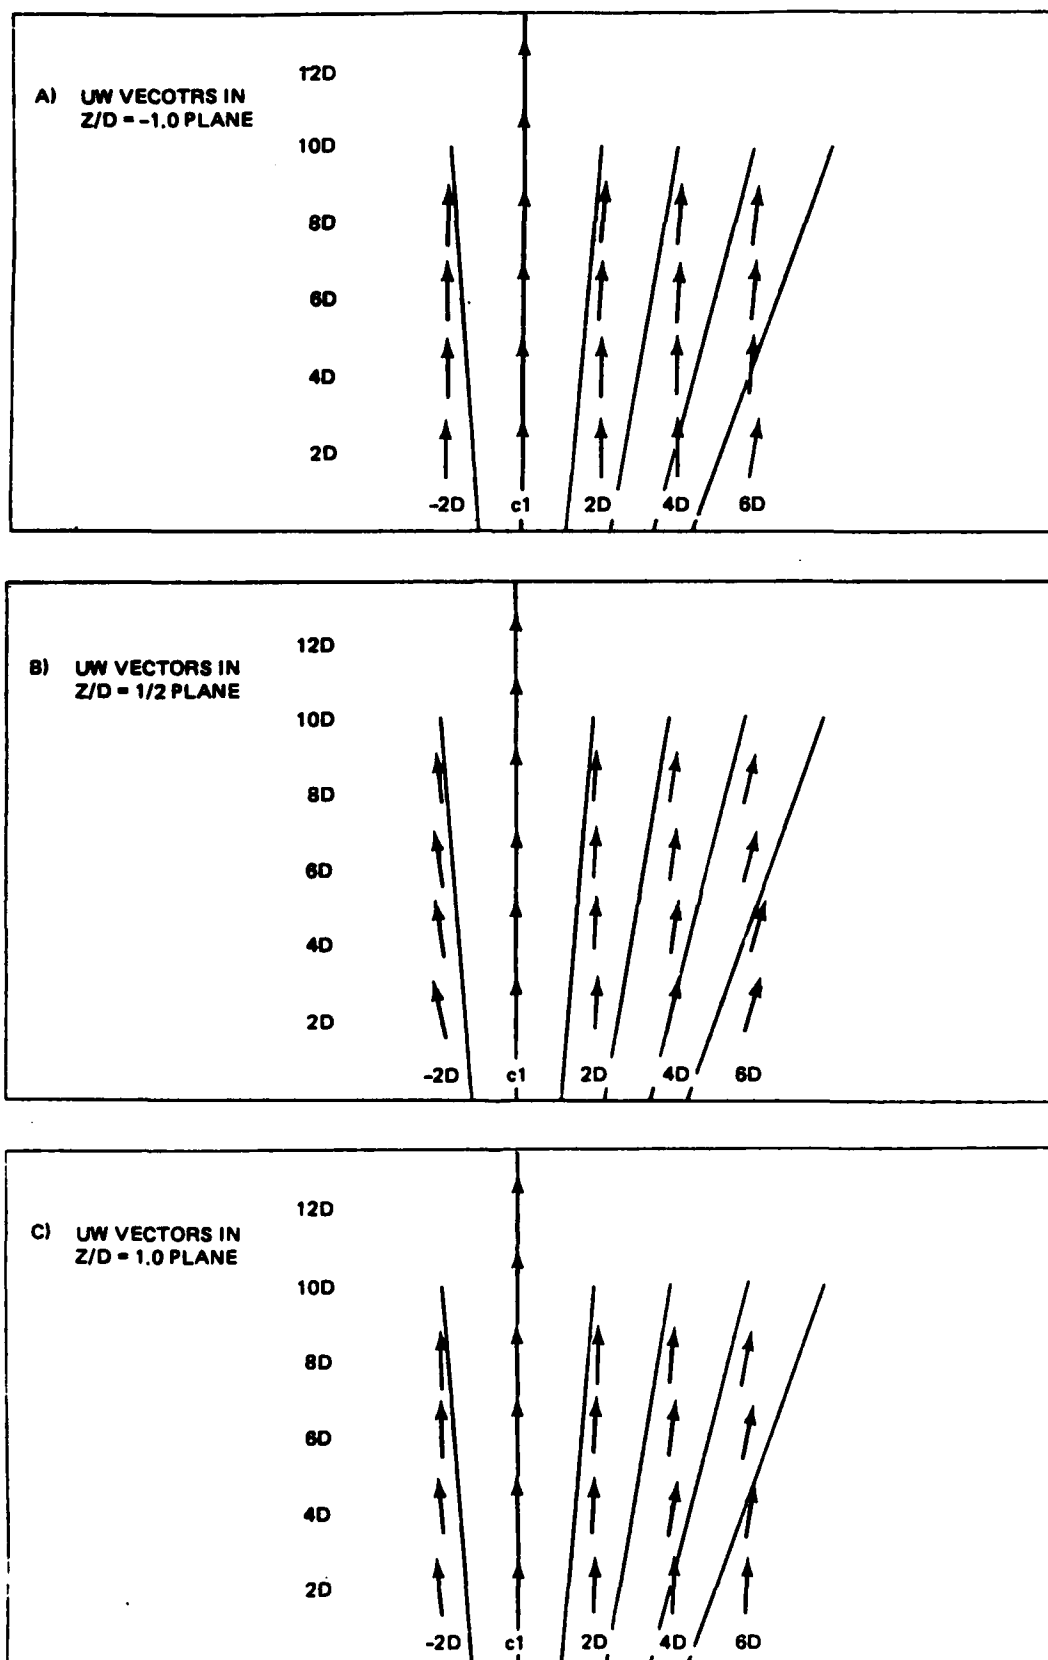 12D
A) UW VECOTRS IN
Z/D = -1.0 PLANE
10D
8D
6D
4D
2D
-2D c1 2D 4D 6D
12D
B) UW VECTORS IN
Z/D = 1/2 PLANE
10D
8D
6D
4D
2D
-2D c1 2D 4D 6D
12D
C) UW VECTORS IN
Z/D = 1.0 PLANE
10D
8D
6D
4D
2D
-2D c1 2D 4D 6D